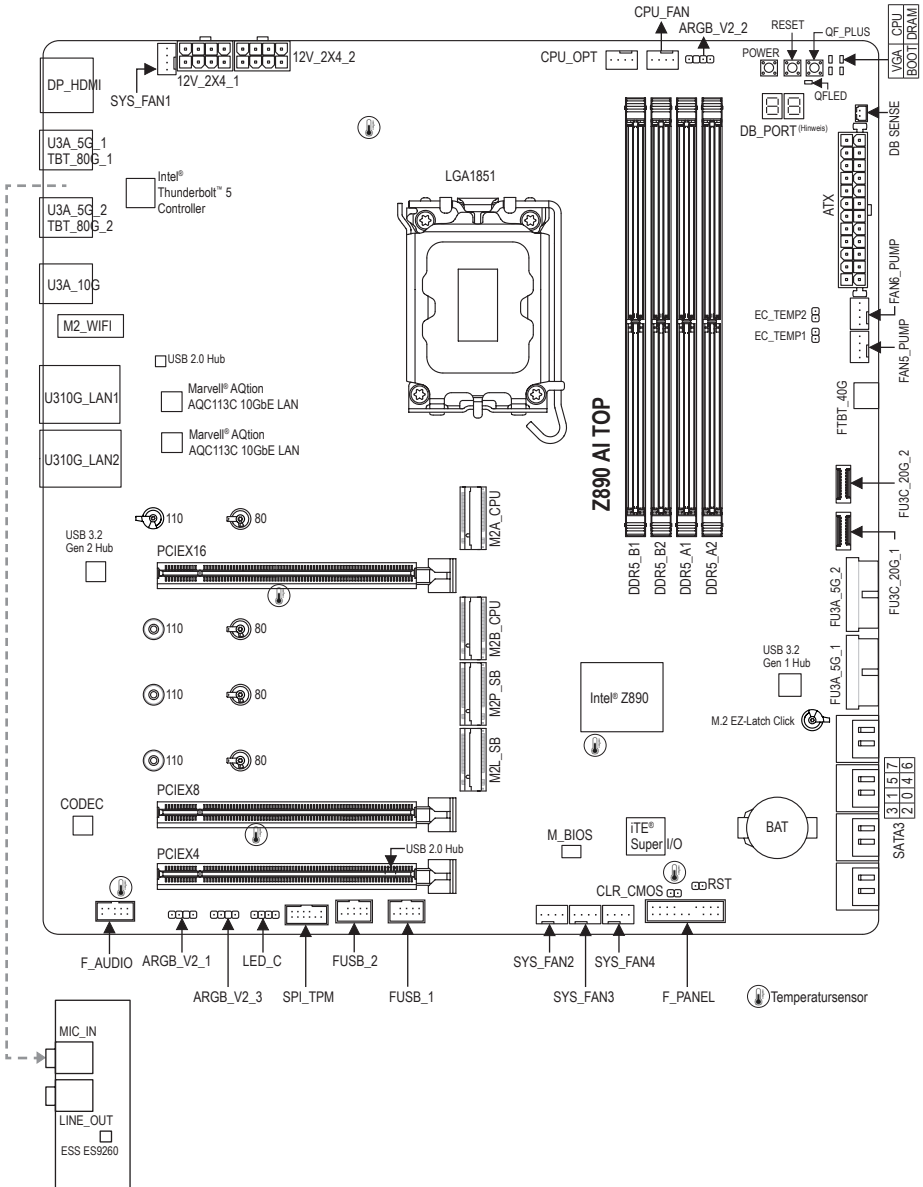 CPU_FAN
ARGB_V2_2
RESET
QF_PLUS
CPU
DRAM
VGA
BOOT
CPU_OPT
POWER
12V_2X4_2
12V_2X4_1
SYS_FAN1
DP_HDMI
QFLED
DB_PORT (Hinweis)
DB SENSE
U3A_5G_1
TBT_80G_1
Intel®
Thunderbolt™ 5
Controller
LGA1851
ATX
U3A_5G_2
TBT_80G_2
U3A_10G
FAN6_PUMP
EC_TEMP2
EC_TEMP1
M2_WIFI
USB 2.0 Hub
FAN5_PUMP
Marvell® AQtion
AQC113C 10GbE LAN
U310G_LAN1
FTBT_40G
Z890 AI TOP
Marvell® AQtion
AQC113C 10GbE LAN
U310G_LAN2
FU3C_20G_2
110
80
M2A_CPU
USB 3.2
Gen 2 Hub
PCIEX16
DDR5_B1
DDR5_B2
DDR5_A1
DDR5_A2
FU3C_20G_1
FU3A_5G_2
110
80
M2B_CPU
USB 3.2
Gen 1 Hub
FU3A_5G_1
110
80
M2P_SB
Intel® Z890
M.2 EZ-Latch Click
110
80
M2L_SB
PCIEX8
CODEC
3 1 5 7
2 0 4 6
SATA3
BAT
M_BIOS
iTE®
Super I/O
PCIEX4
USB 2.0 Hub
CLR_CMOS
RST
F_AUDIO
ARGB_V2_1
LED_C
FUSB_2
SYS_FAN2
SYS_FAN4
ARGB_V2_3
SPI_TPM
FUSB_1
SYS_FAN3
F_PANEL
Temperatursensor
MIC_IN
LINE_OUT
ESS ES9260